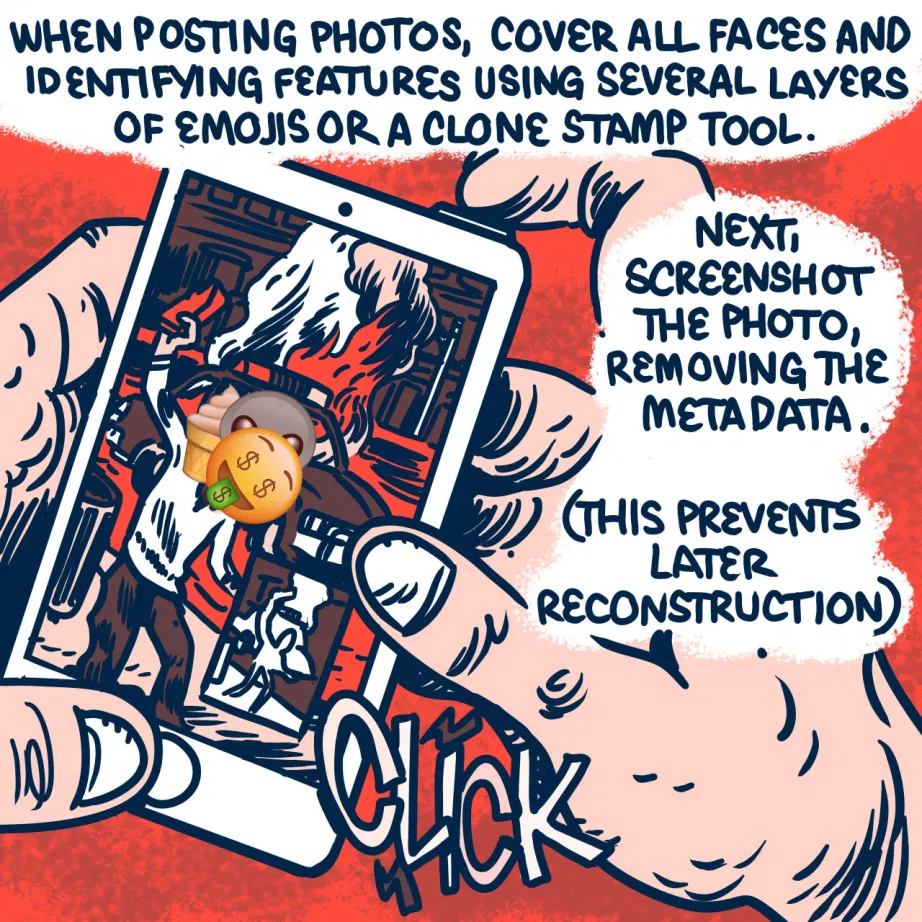 WHEN POSTING PHOTOS, COVER ALL FACES AND
IDENTIFYING FEATURES USING SEVERAL LAYERS
OF EMOJIS OR A CLONE STAMP TOOL.
NEXT,
SCREENSHOT
THE PHOTO,
REMOVING THE
METADATA.
(THIS PREVENTS
LATER
RECONSTRUCTION)
CLICK